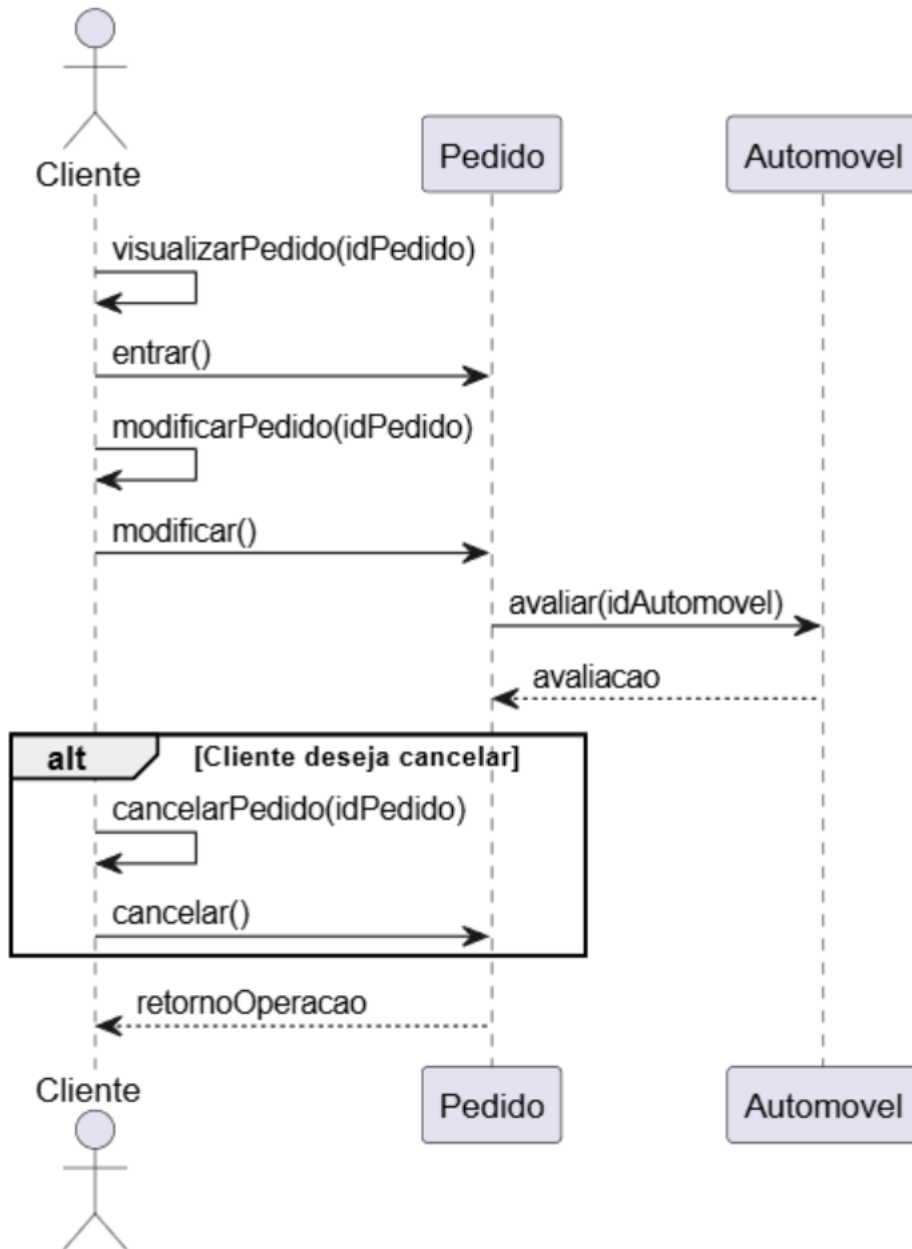 Cliente
Pedido
Automovel
visualizarPedido(idPedido)
entrar()
modificarPedido(idPedido)
modificar()
avaliar(idAutomovel)
avaliacao
alt [Cliente deseja cancelar]
cancelarPedido(idPedido)
cancelar()
retornoOperacao
Cliente
Pedido
Automovel